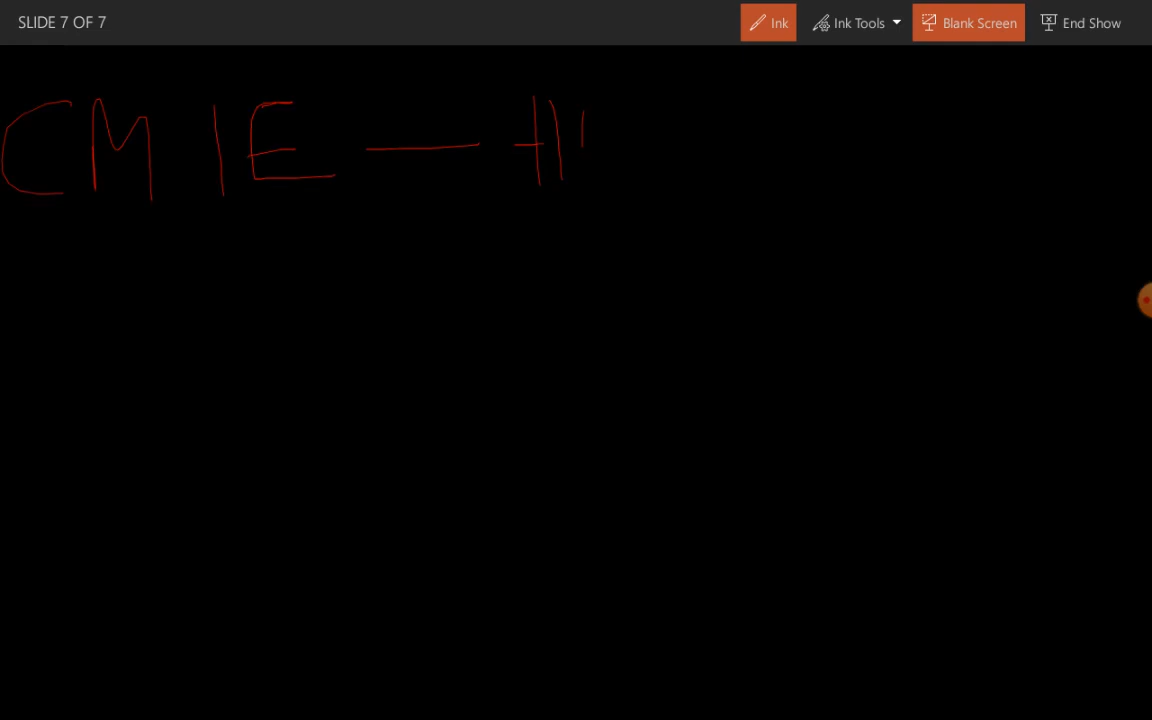 SLIDE 7 OF 7 Ink Ink Tools Blank Screen End Show
CMIE —